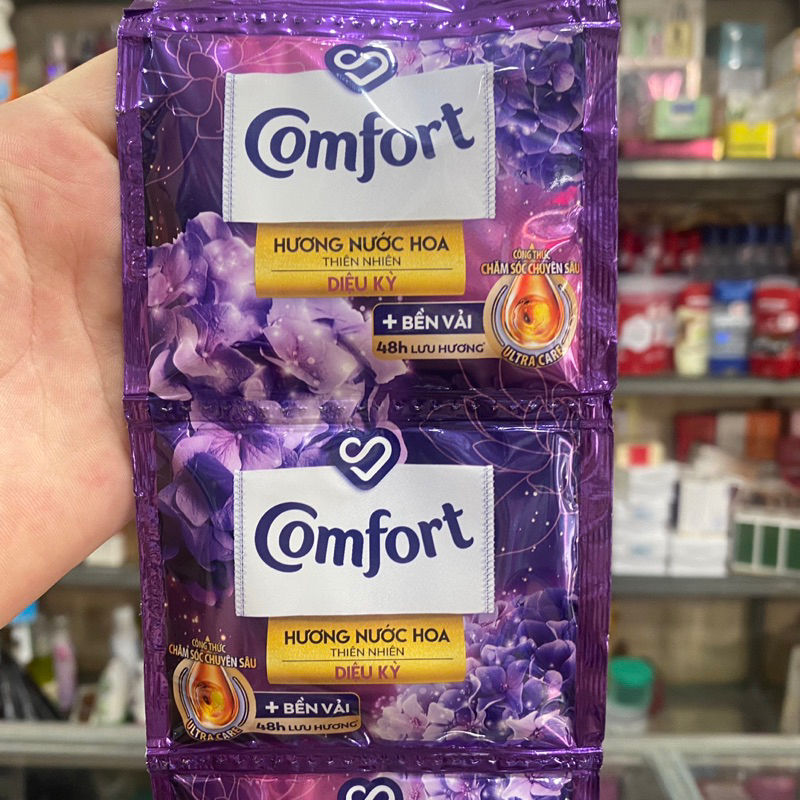 Comfort
HƯƠNG NƯỚC HOA
THIÊN NHIÊN
DIỆU KỲ
CÔNG THỨC
CHĂM SÓC CHUYÊN SÂU
ULTRA CARE
+ BỀN VẢI
48h LƯU HƯƠNG*
Comfort
HƯƠNG NƯỚC HOA
THIÊN NHIÊN
DIỆU KỲ
CÔNG THỨC
CHĂM SÓC CHUYÊN SÂU
ULTRA CARE
+ BỀN VẢI
48h LƯU HƯƠNG*